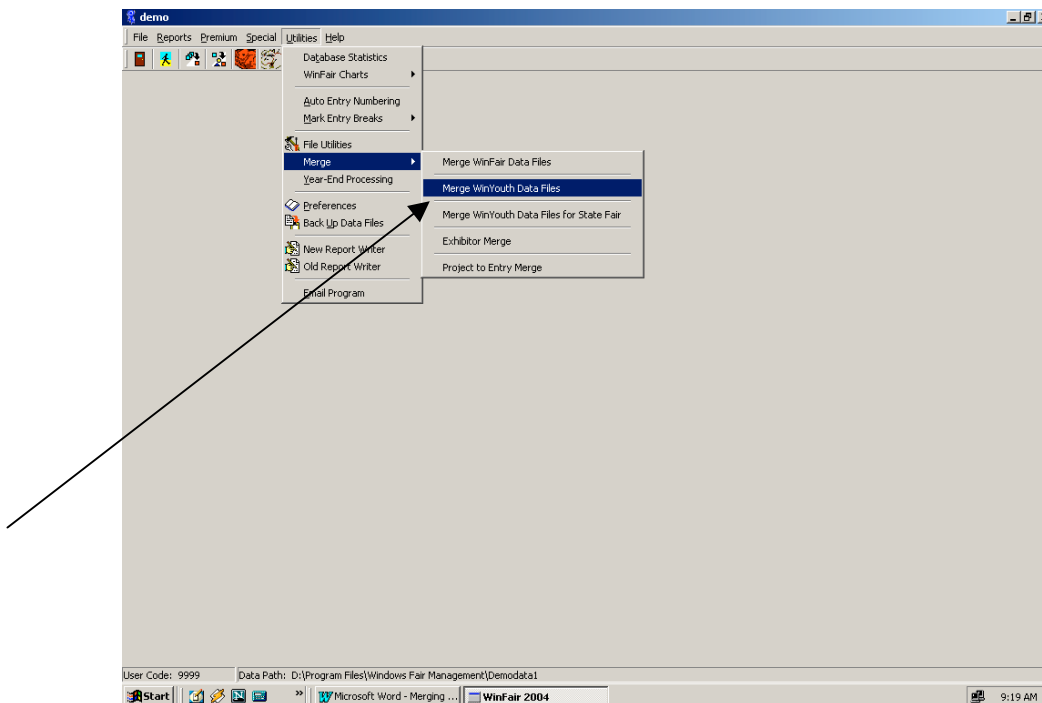 demo
File Reports Premium Special Utilities Help
Database Statistics
WinFair Charts
Auto Entry Numbering
Mark Entry Breaks
File Utilities
Merge
Year-End Processing
Preferences
Back Up Data Files
New Report Writer
Old Report Writer
Email Program
Merge WinFair Data Files
Merge WinYouth Data Files
Merge WinYouth Data Files for State Fair
Exhibitor Merge
Project to Entry Merge
User Code: 9999 Data Path: D:\Program Files\Windows Fair Management\Demodata1
Start » Microsoft Word - Merging ... WinFair 2004 9:19 AM